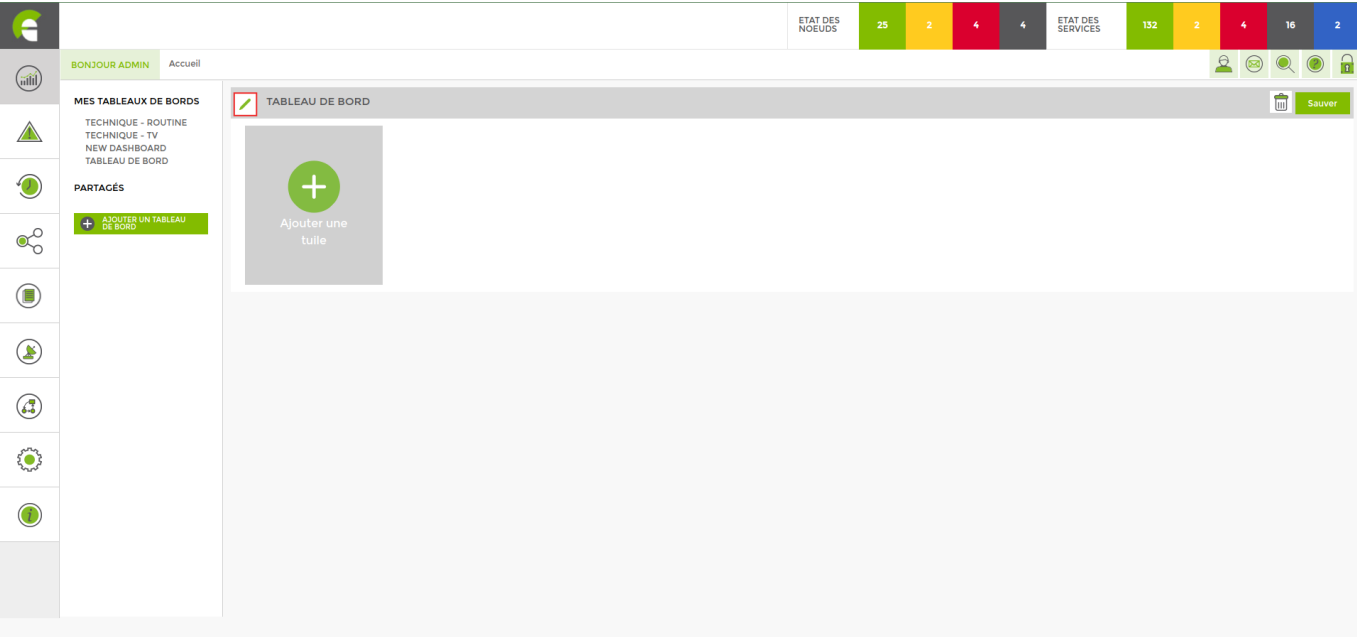 ETAT DES
NOEUDS
25
2
4
4
ETAT DES
SERVICES
132
2
4
16
2
BONJOUR ADMIN
Accueil
MES TABLEAUX DE BORDS
TECHNIQUE - ROUTINE
TECHNIQUE - TV
NEW DASHBOARD
TABLEAU DE BORD
PARTAGÉS
AJOUTER UN TABLEAU
DE BORD
TABLEAU DE BORD
Sauver
Ajouter une
tuile